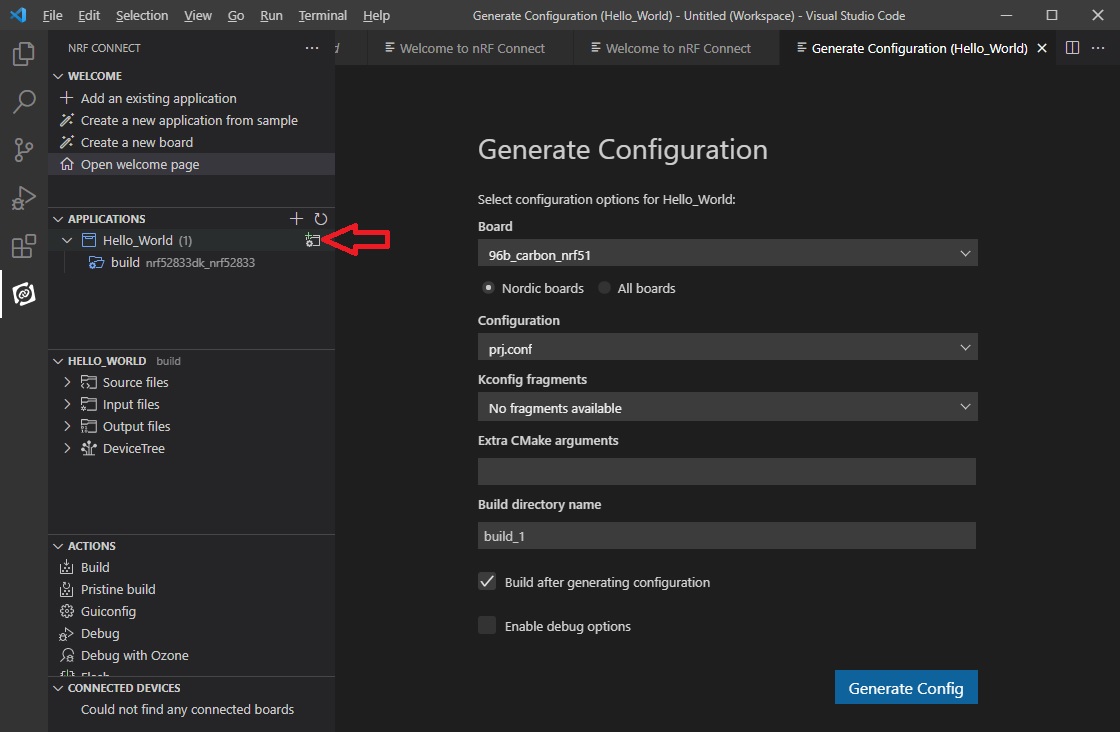 File Edit Selection View Go Run Terminal Help Generate Configuration (Hello_World) - Untitled (Workspace) - Visual Studio Code
NRF CONNECT
Welcome to nRF Connect
Welcome to nRF Connect
Generate Configuration (Hello_World)
WELCOME
Add an existing application
Create a new application from sample
Create a new board
Open welcome page
APPLICATIONS
Hello_World (1)
build nrf52833dk_nrf52833
HELLO_WORLD build
Source files
Input files
Output files
DeviceTree
ACTIONS
Build
Pristine build
Guiconfig
Debug
Debug with Ozone
Flash
CONNECTED DEVICES
Could not find any connected boards
Generate Configuration
Select configuration options for Hello_World:
Board
96b_carbon_nrf51
Nordic boards All boards
Configuration
prj.conf
Kconfig fragments
No fragments available
Extra CMake arguments
Build directory name
build_1
Build after generating configuration
Enable debug options
Generate Config